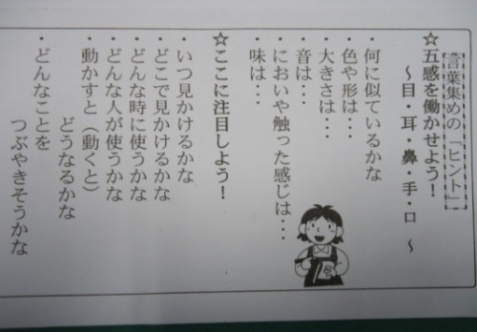 言葉集めの「ヒント」
☆五感を働かせよう！
～目・耳・鼻・手・口～
・何に似ているかな
・色や形は・・・
・大きさは・・・
・音は・・・
・においや触った感じは・・・
・味は・・・
☆ここに注目しよう！
・いつ見かけるかな
・どこで見かけるかな
・どんな時に使うかな
・どんな人が使うかな
・動かすと（動くと）
どうなるかな
・どんなことを
つぶやきそうかな